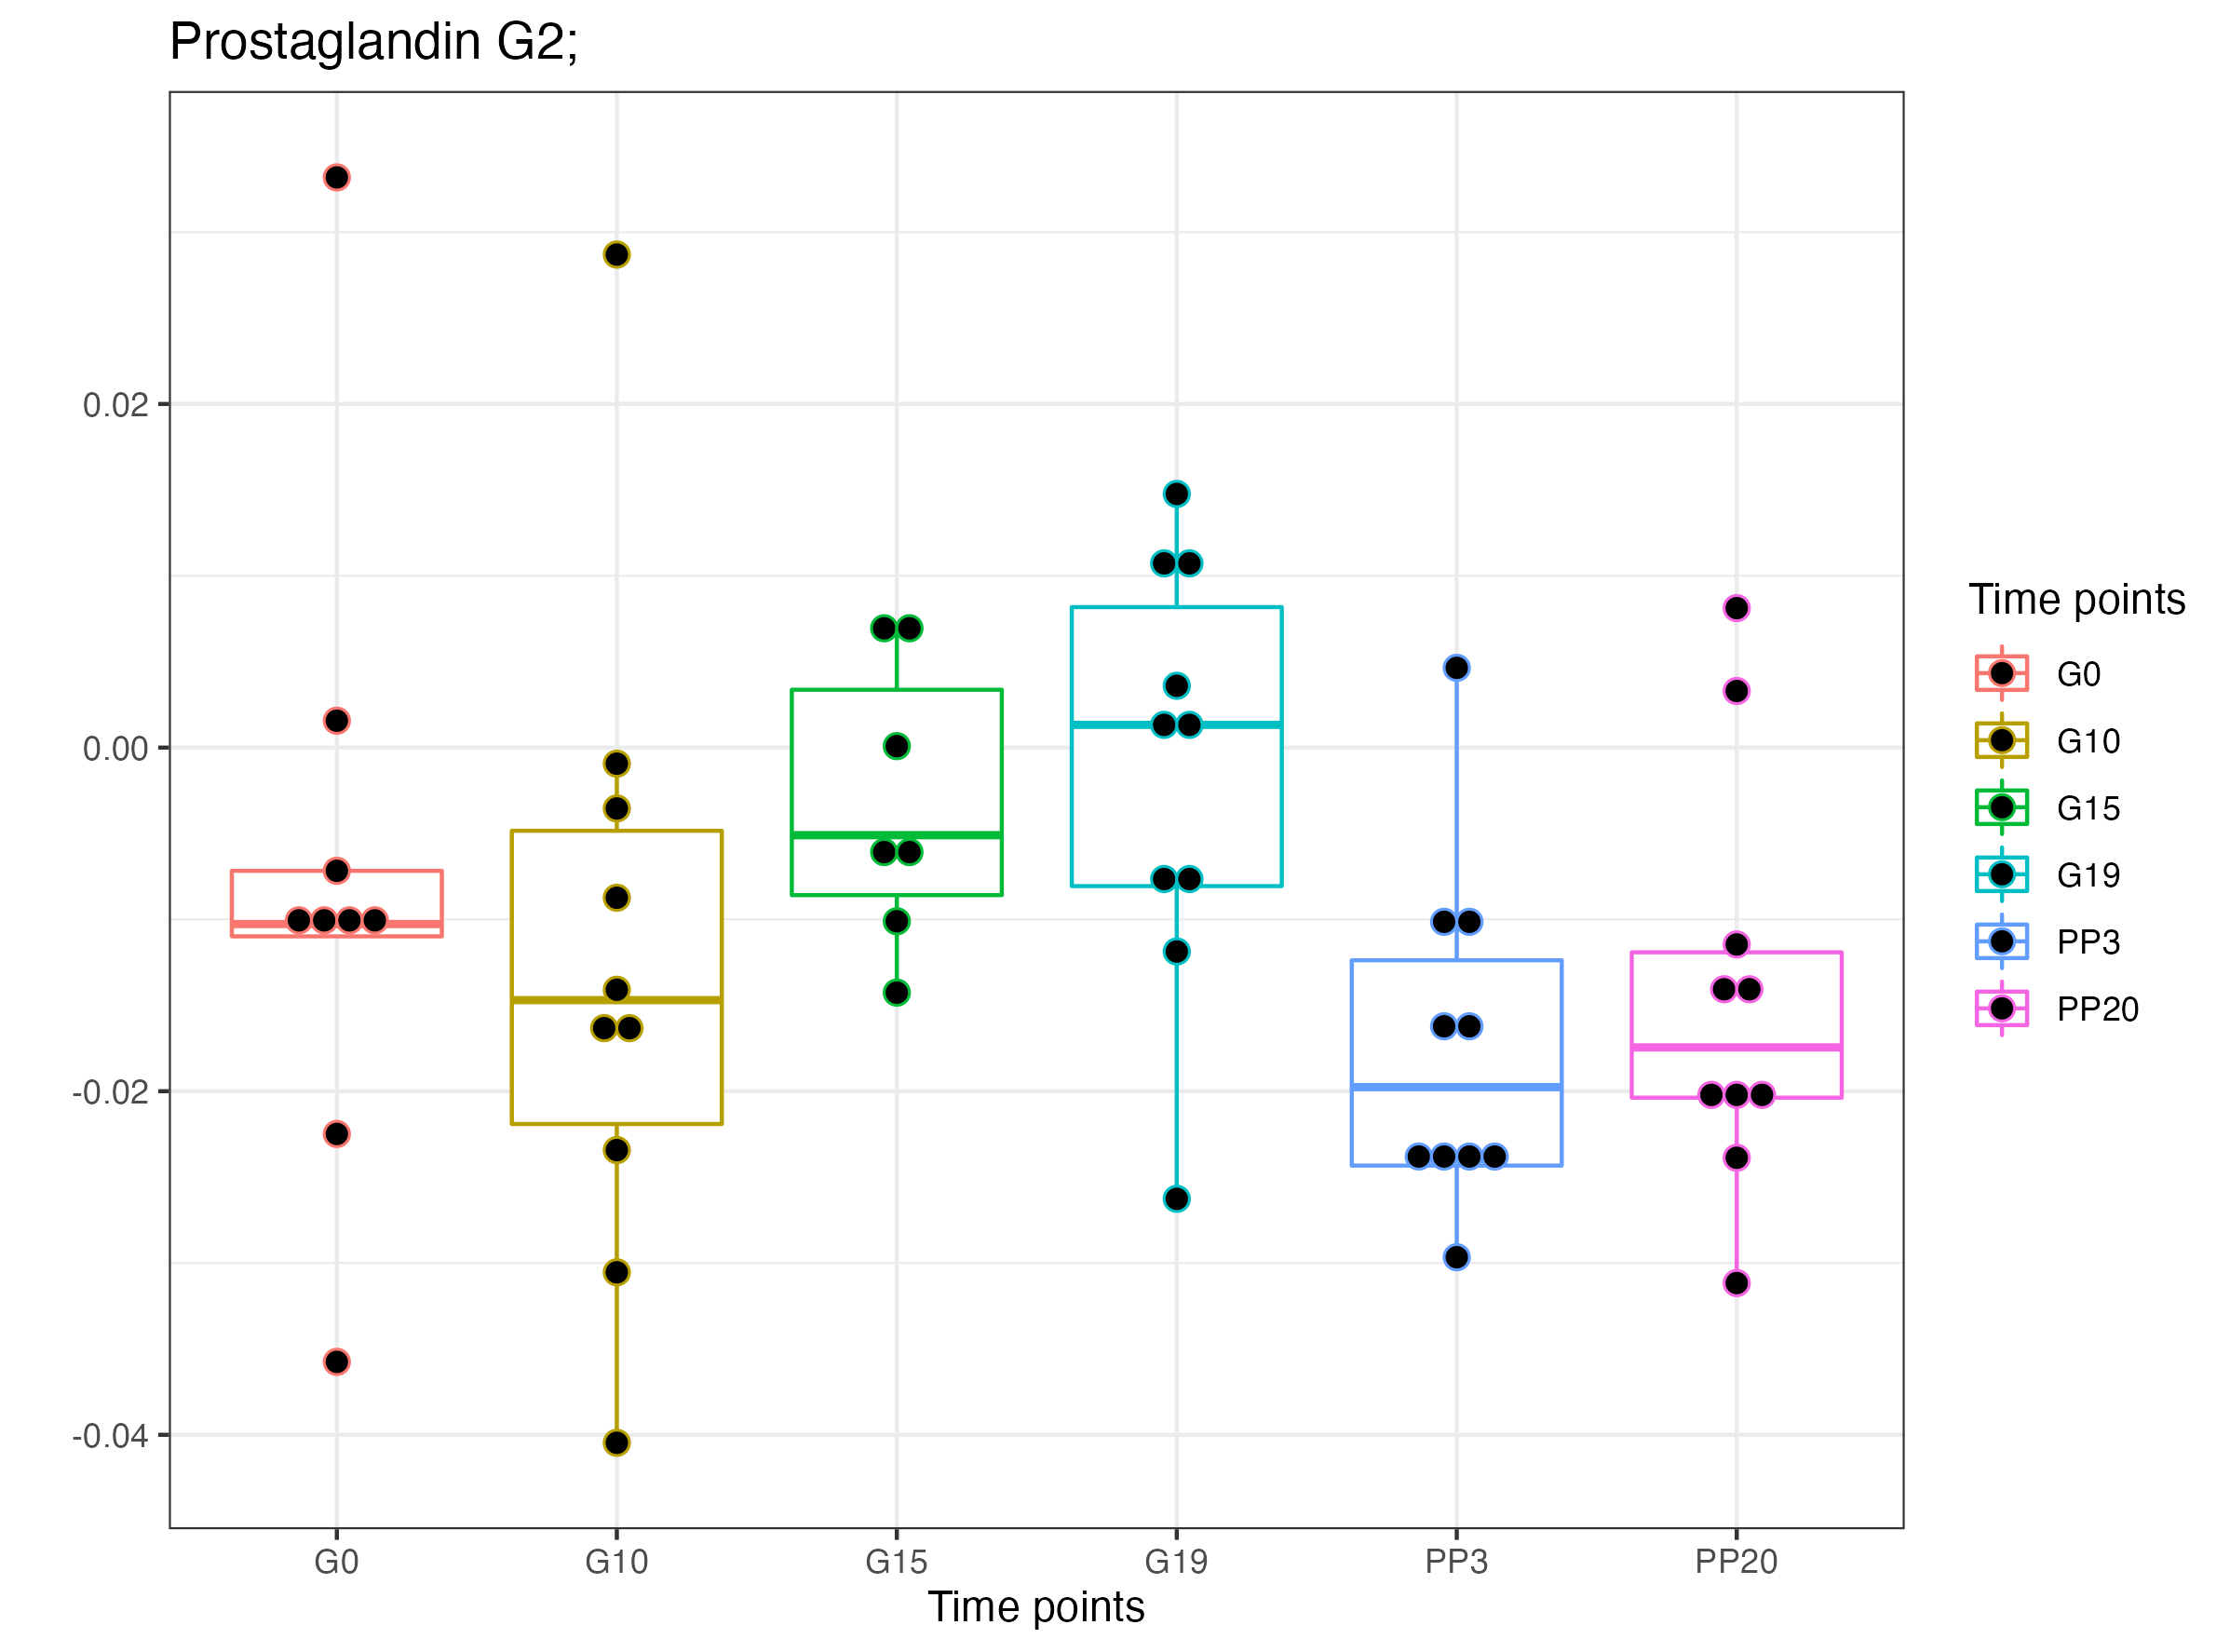 Prostaglandin G2;
0.02
0.00
-0.02
-0.04
G0 G10 G15 G19 PP3 PP20
Time points
Time points
G0
G10
G15
G19
PP3
PP20